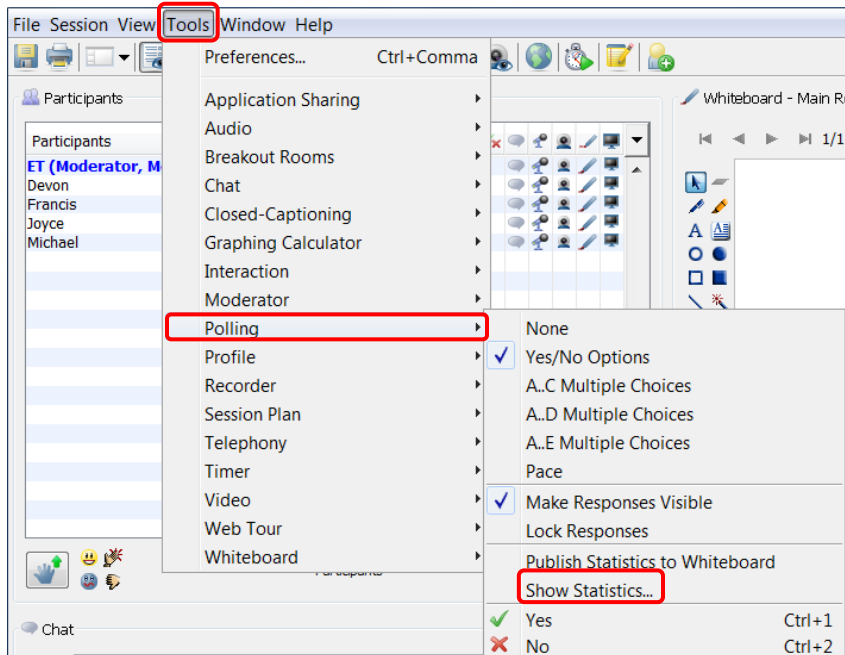 File Session View Tools Window Help
Preferences... Ctrl+Comma
Participants
Whiteboard - Main R
Participants
1/1
ET (Moderator, M
Devon
Francis
Joyce
Michael
Application Sharing
Audio
Breakout Rooms
Chat
Closed-Captioning
Graphing Calculator
Interaction
Moderator
Polling
Profile
Recorder
Session Plan
Telephony
Timer
Video
Web Tour
Whiteboard
A
A
None
Yes/No Options
A..C Multiple Choices
A..D Multiple Choices
A..E Multiple Choices
Pace
Make Responses Visible
Lock Responses
Publish Statistics to Whiteboard
Show Statistics...
Yes Ctrl+1
No Ctrl+2
Participants
Chat